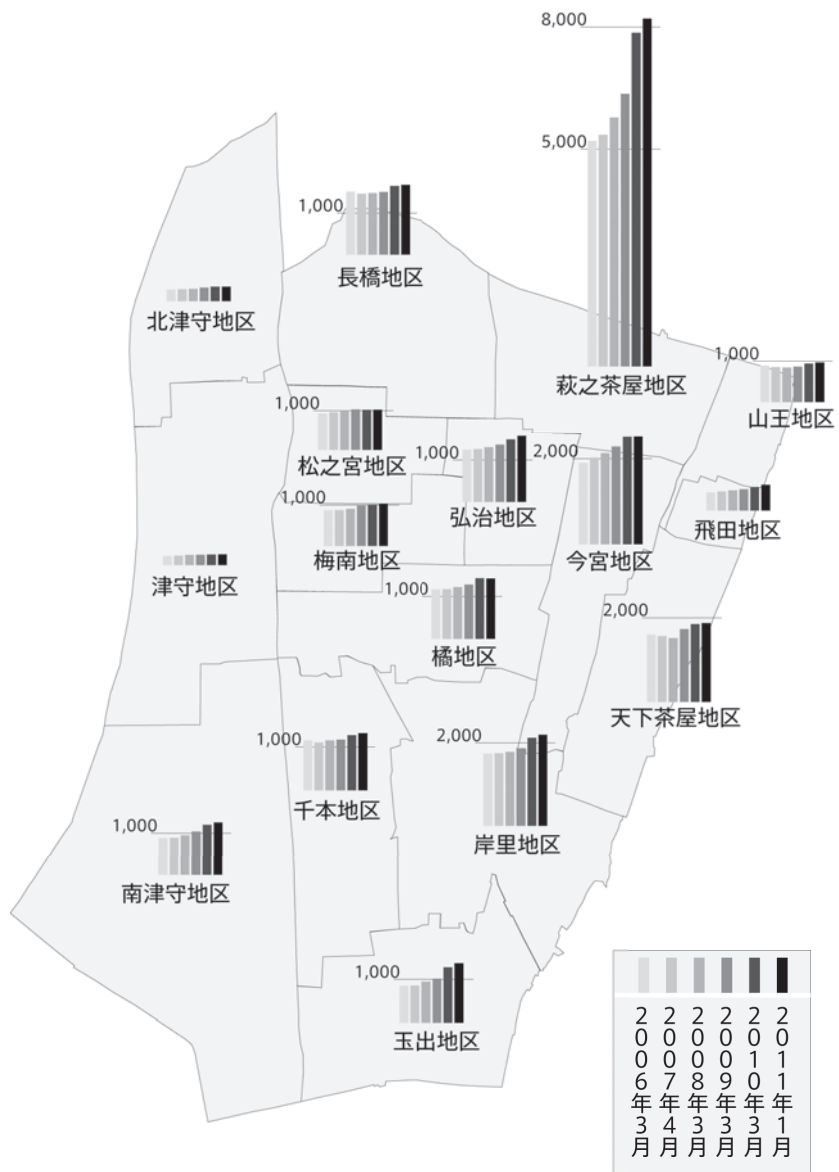 8,000
5,000
1,000
長橋地区
北津守地区
萩之茶屋地区
1,000
山王地区
1,000
松之宮地区
1,000
弘治地区
2,000
今宮地区
飛田地区
1,000
梅南地区
津守地区
1,000
橘地区
2,000
天下茶屋地区
1,000
千本地区
2,000
岸里地区
1,000
南津守地区
1,000
玉出地区
2006年3月
2007年4月
2008年3月
2009年3月
2010年3月
2011年1月